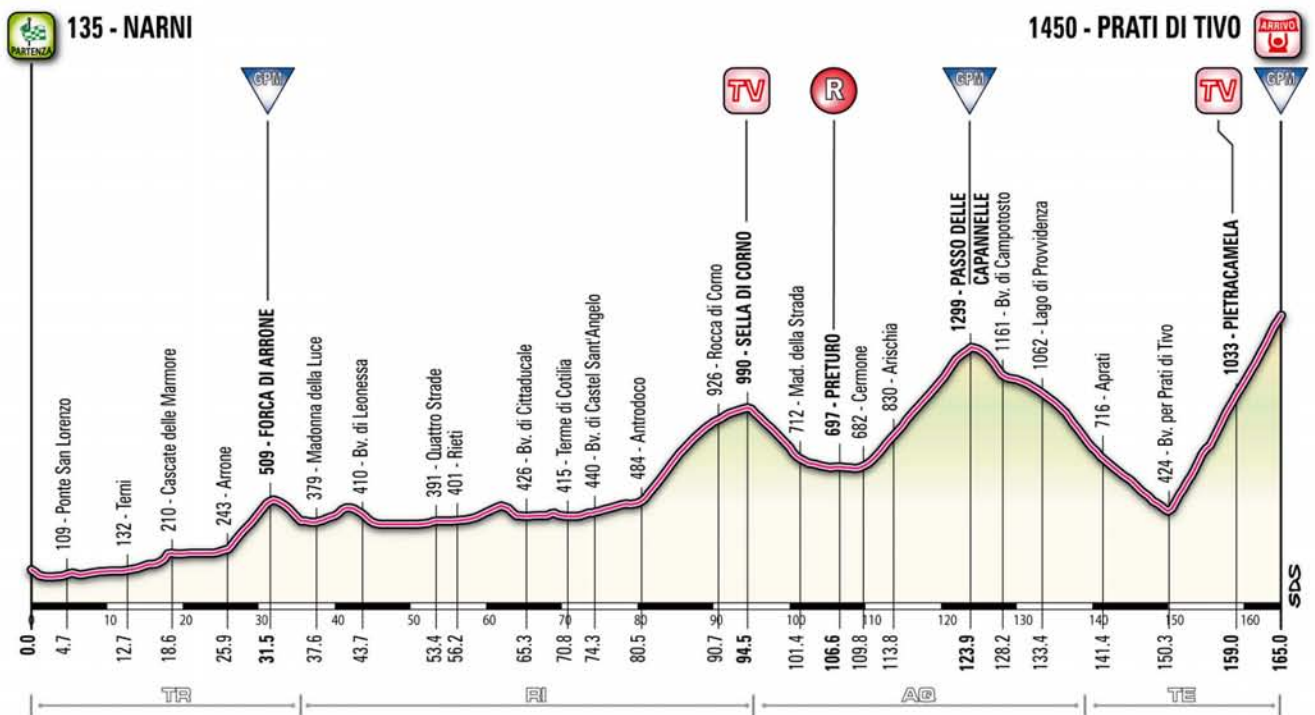 135 - NARNI
1450 - PRATI DI TIVO
PARTENZA
ARRIVO
GPM
TV
R
GPM
TV
GPM
109 - Ponte San Lorenzo
132 - Terni
210 - Cascate delle Marmore
243 - Arrone
509 - FORCA DI ARRONE
379 - Madonna della Luce
410 - Bv. di Leonessa
391 - Quattro Strade
401 - Rieti
426 - Bv. di Cittaducale
415 - Terme di Cotilia
440 - Bv. di Castel Sant'Angelo
484 - Antrodoco
926 - Rocca di Corno
990 - SELLA DI CORNO
712 - Mad. della Strada
697 - PRETURO
682 - Cermone
830 - Arischia
1299 - PASSO DELLE
CAPANNELLE
1161 - Bv. di Campotosto
1062 - Lago di Provvidenza
716 - Aprati
424 - Bv. per Prati di Tivo
1033 - PIETRACAMELA
SDS
0 10 20 30 40 50 60 70 80 90 100 110 120 130 140 150 160
0.0 4.7 12.7 18.6 25.9 31.5 37.6 43.7 53.4 56.2 65.3 70.8 74.3 80.5 90.7 94.5 101.4 106.6 109.8 113.8 123.9 128.2 133.4 141.4 150.3 159.0 165.0
TR RI AQ TE